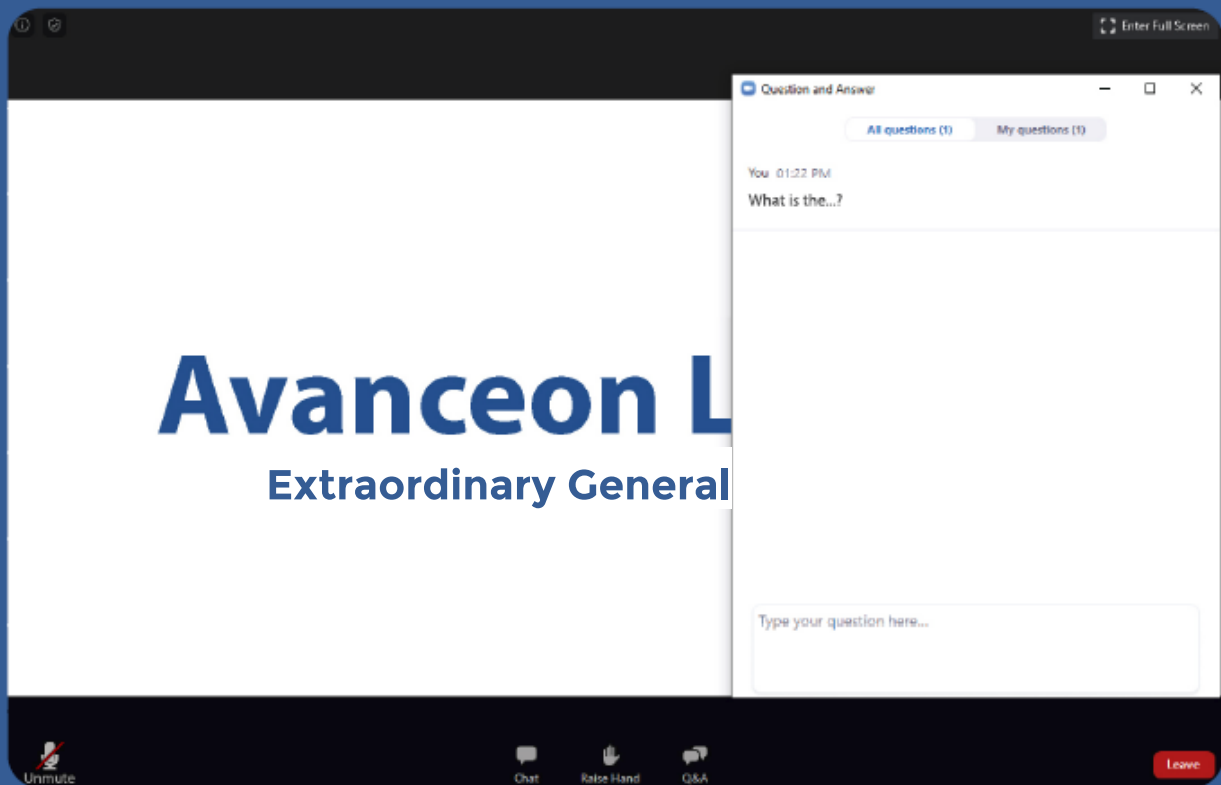 Enter Full Screen
Question and Answer
All questions (1) My questions (1)
You 01:22 PM
What is the...?
Avanceon L
Extraordinary General
Type your question here...
Unmute
Chat
Raise Hand
Q&A
Leave